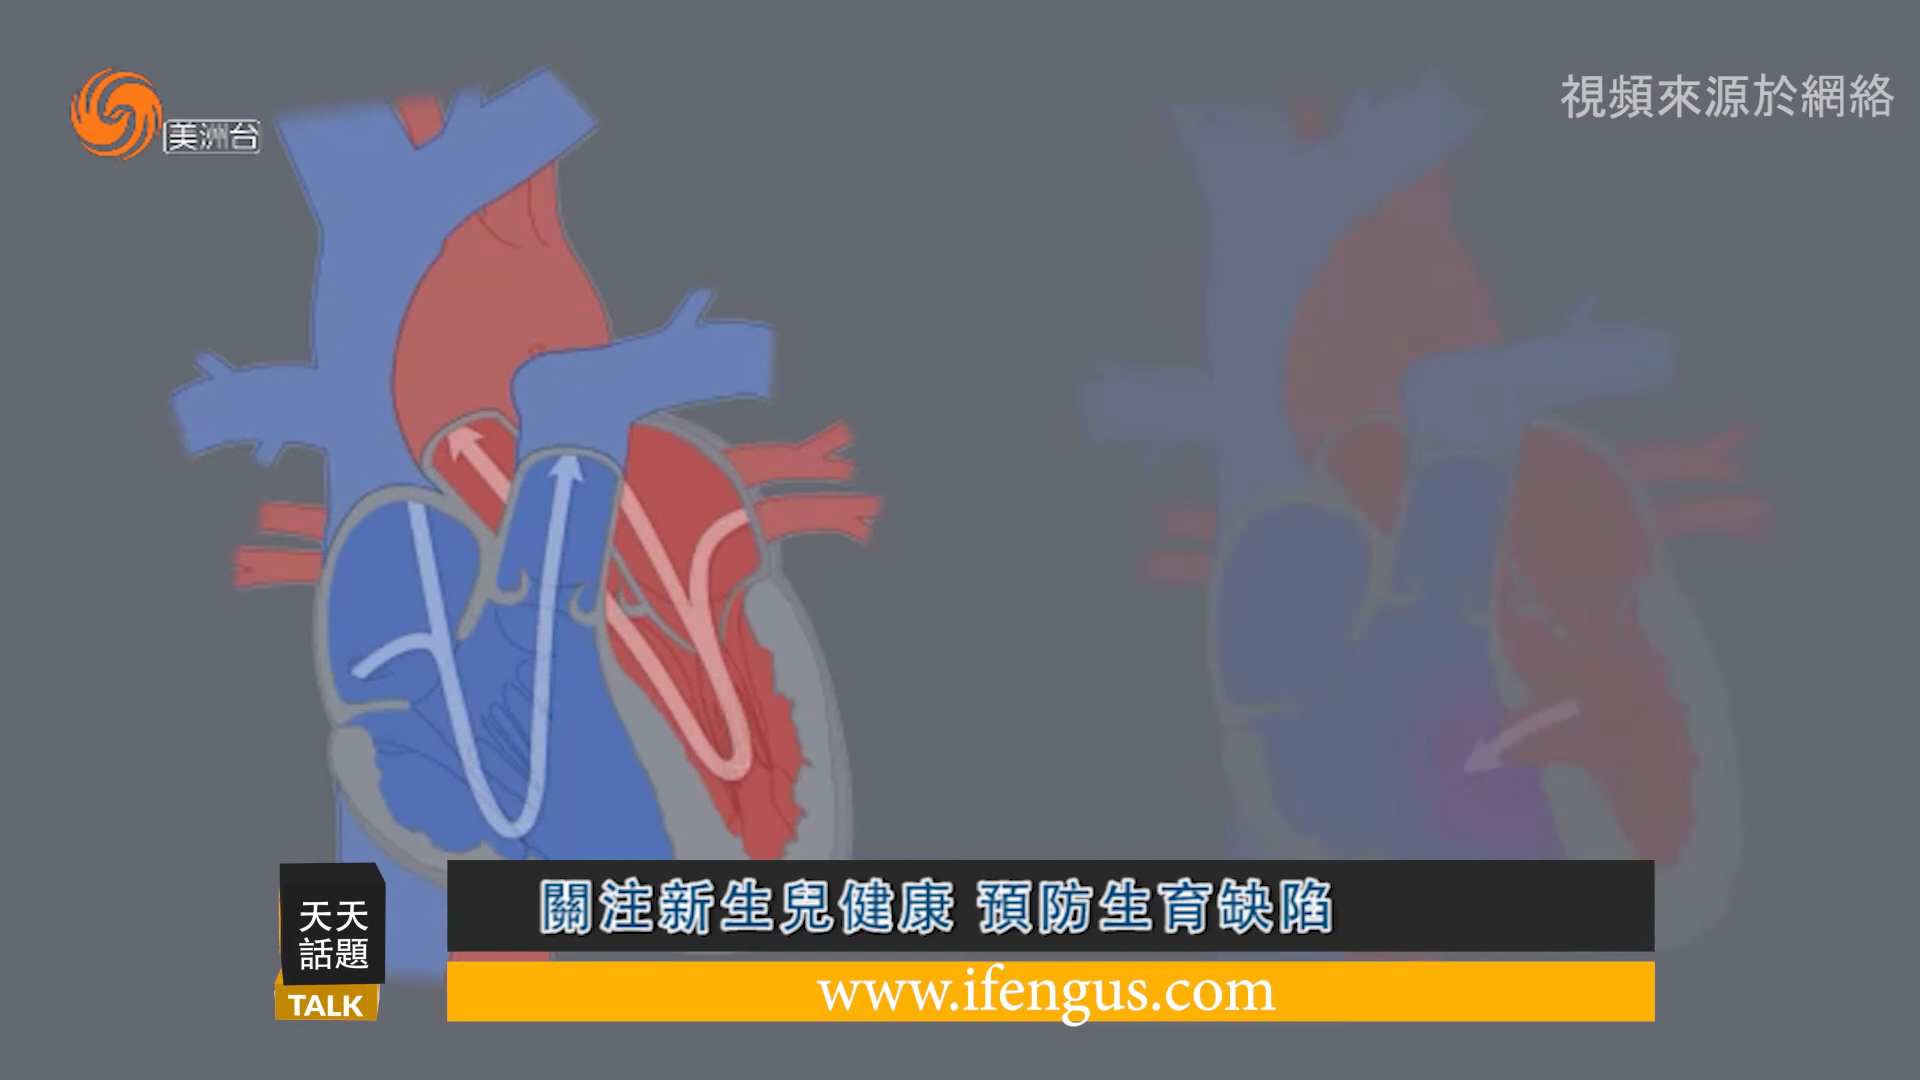 美洲台
視頻來源於網絡
關注新生兒健康 預防生育缺陷
天天
話題
TALK
www.ifengus.com